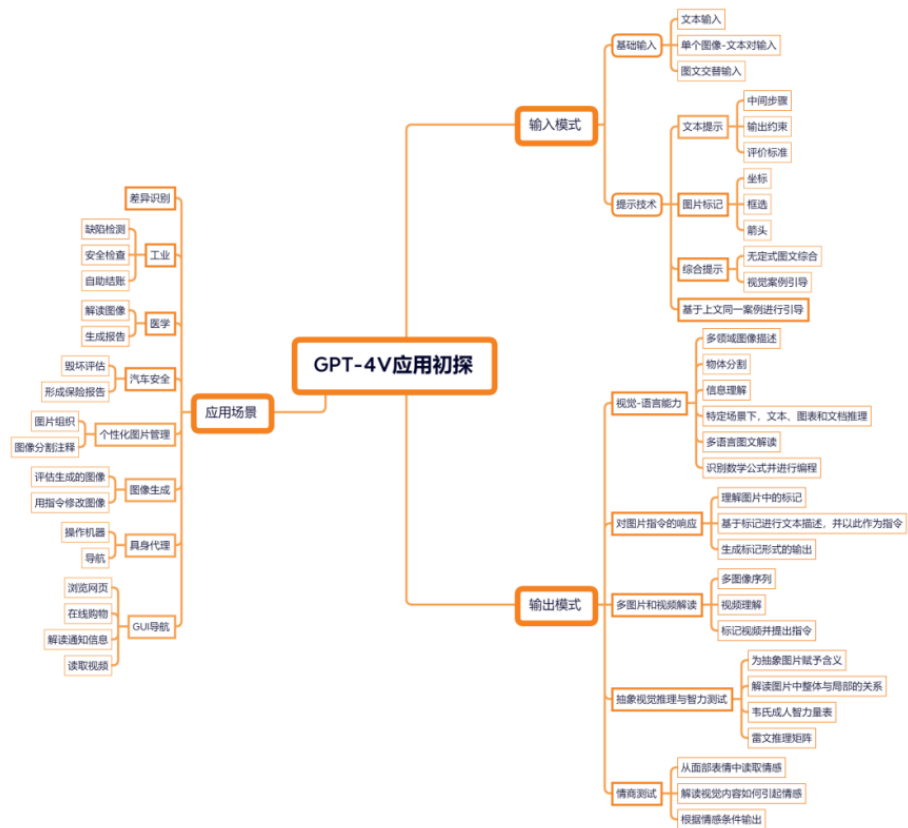 GPT-4V应用初探
输入模式
基础输入
文本输入
单个图像-文本对输入
图文交替输入
提示技术
文本提示
中间步骤
输出约束
评价标准
图片标记
坐标
框选
箭头
综合提示
无定式图文综合
视觉案例引导
基于上文同一案例进行引导
输出模式
视觉-语言能力
多领域图像描述
物体分割
信息理解
特定场景下，文本、图表和文档推理
多语言图文解读
识别数学公式并进行编程
对图片指令的响应
理解图片中的标记
基于标记进行文本描述，并以此作为指令
生成标记形式的输出
多图片和视频解读
多图像序列
视频理解
标记视频并提出指令
抽象视觉推理与智力测试
为抽象图片赋予含义
解读图片中整体与局部的关系
韦氏成人智力量表
雷文推理矩阵
情商测试
从面部表情中读取情感
解读视觉内容如何引起情感
根据情感条件输出
应用场景
差异识别
工业
缺陷检测
安全检查
自助结账
医学
解读图像
生成报告
汽车安全
毁坏评估
形成保险报告
个性化图片管理
图片组织
图像分割注释
图像生成
评估生成的图像
用指令修改图像
具身代理
操作机器
导航
GUI导航
浏览网页
在线购物
解读通知信息
读取视频